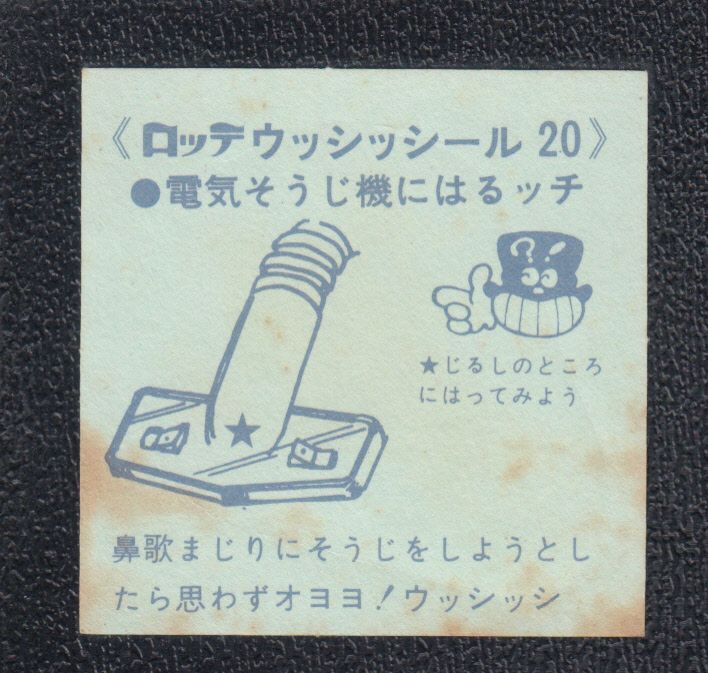 《ロッテウッシッシール 20》
●電気そうじ機にはるッチ
?!
★じるしのところ
にはってみよう
鼻歌まじりにそうじをしようとし
たら思わずオヨヨ!ウッシッシ